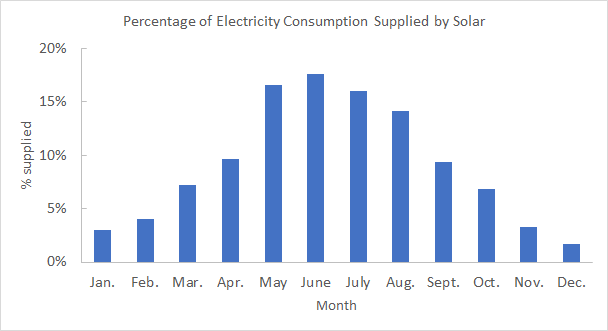 Percentage of Electricity Consumption Supplied by Solar
20%
15%
10%
5%
0%
% supplied
Jan. Feb. Mar. Apr. May June July Aug. Sept. Oct. Nov. Dec.
Month